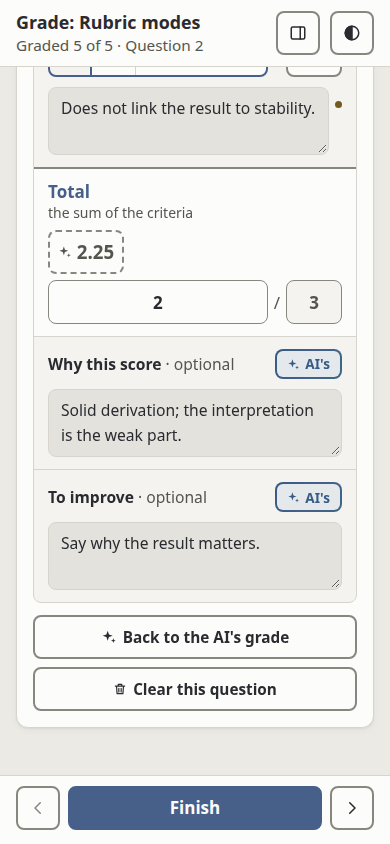 Grade: Rubric modes
Graded 5 of 5 · Question 2
Does not link the result to stability.
Total
the sum of the criteria
2.25
2 / 3
Why this score · optional
AI's
Solid derivation; the interpretation
is the weak part.
To improve · optional
AI's
Say why the result matters.
Back to the AI's grade
Clear this question
Finish